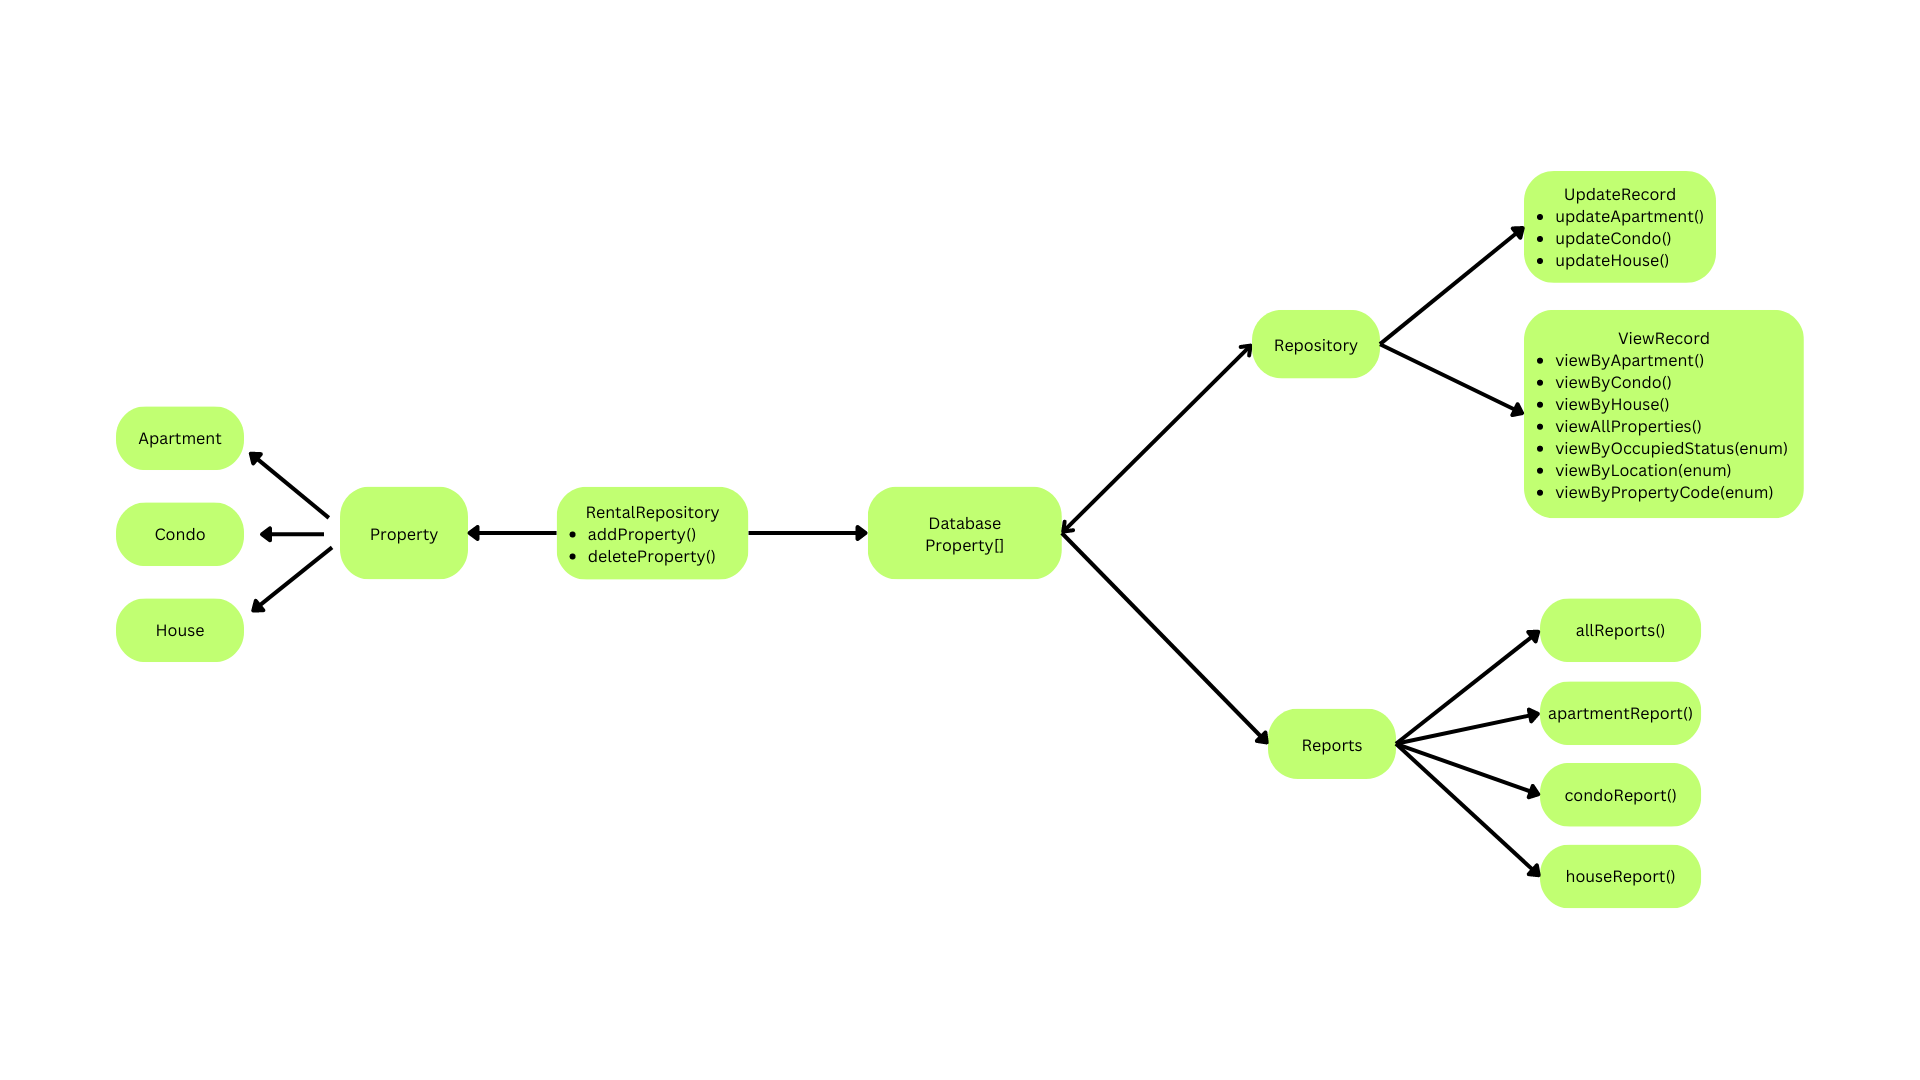 Apartment
Condo
House
Property
RentalRepository
• addProperty()
• deleteProperty()
Database
Property[]
Repository
UpdateRecord
• updateApartment()
• updateCondo()
• updateHouse()
ViewRecord
• viewByApartment()
• viewByCondo()
• viewByHouse()
• viewAllProperties()
• viewByOccupiedStatus(enum)
• viewByLocation(enum)
• viewByPropertyCode(enum)
Reports
allReports()
apartmentReport()
condoReport()
houseReport()